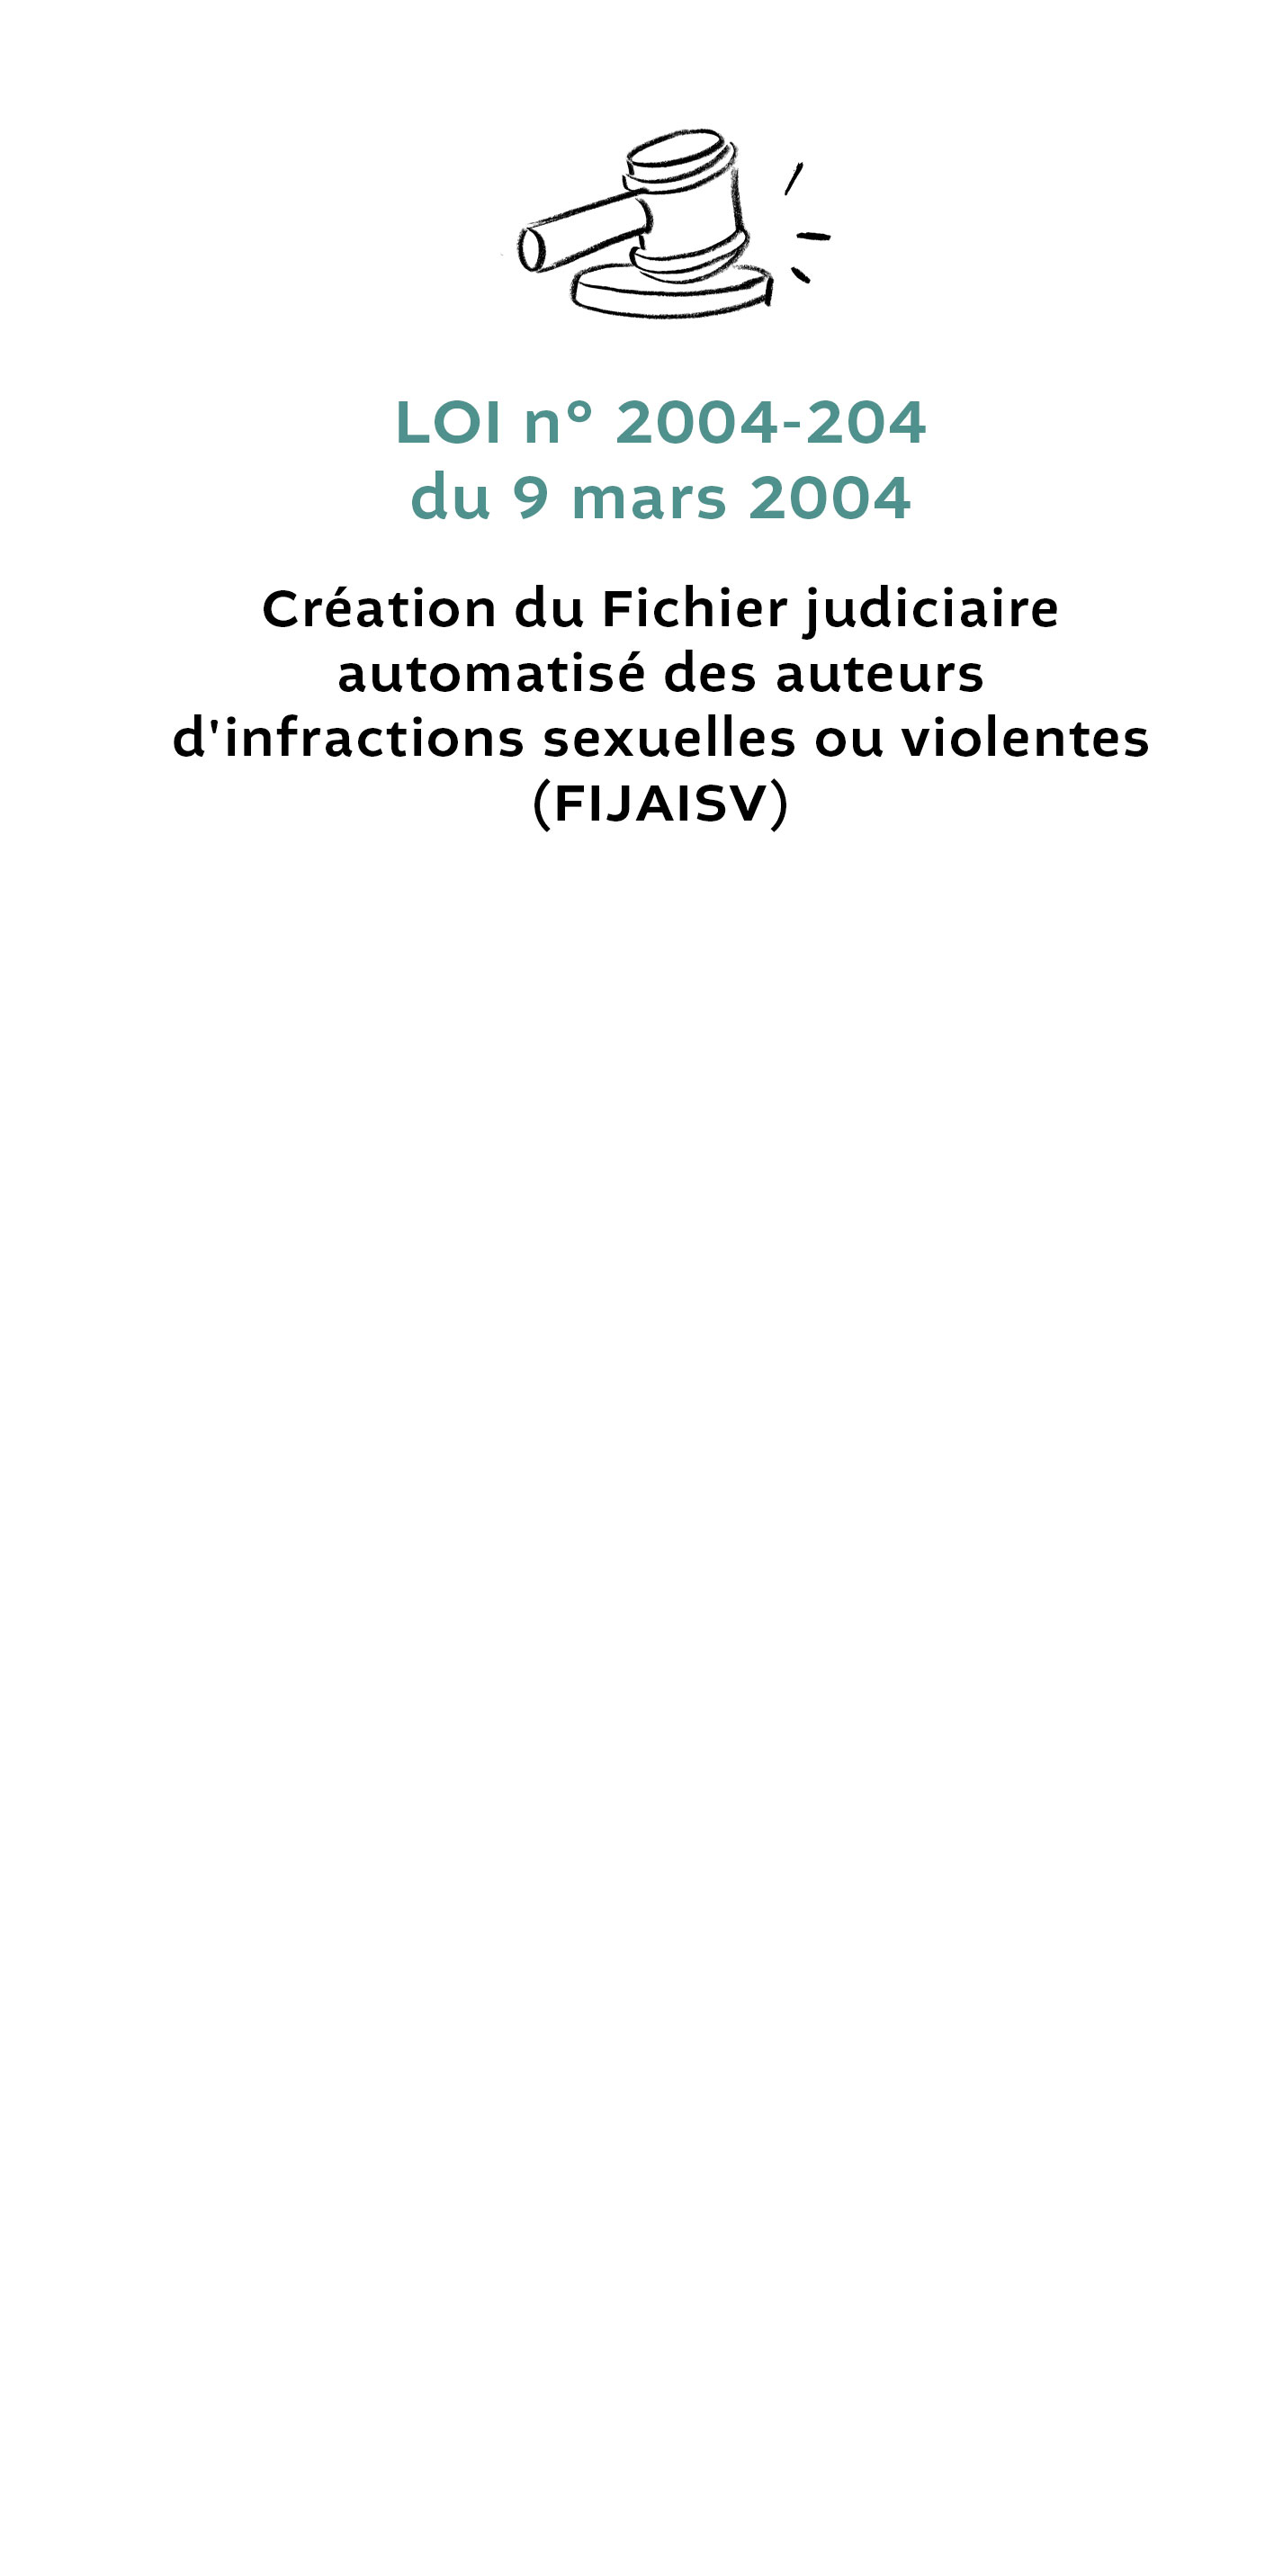 LOI n° 2004-204
du 9 mars 2004
Création du Fichier judiciaire
automatisé des auteurs
d'infractions sexuelles ou violentes
(FIJAISV)